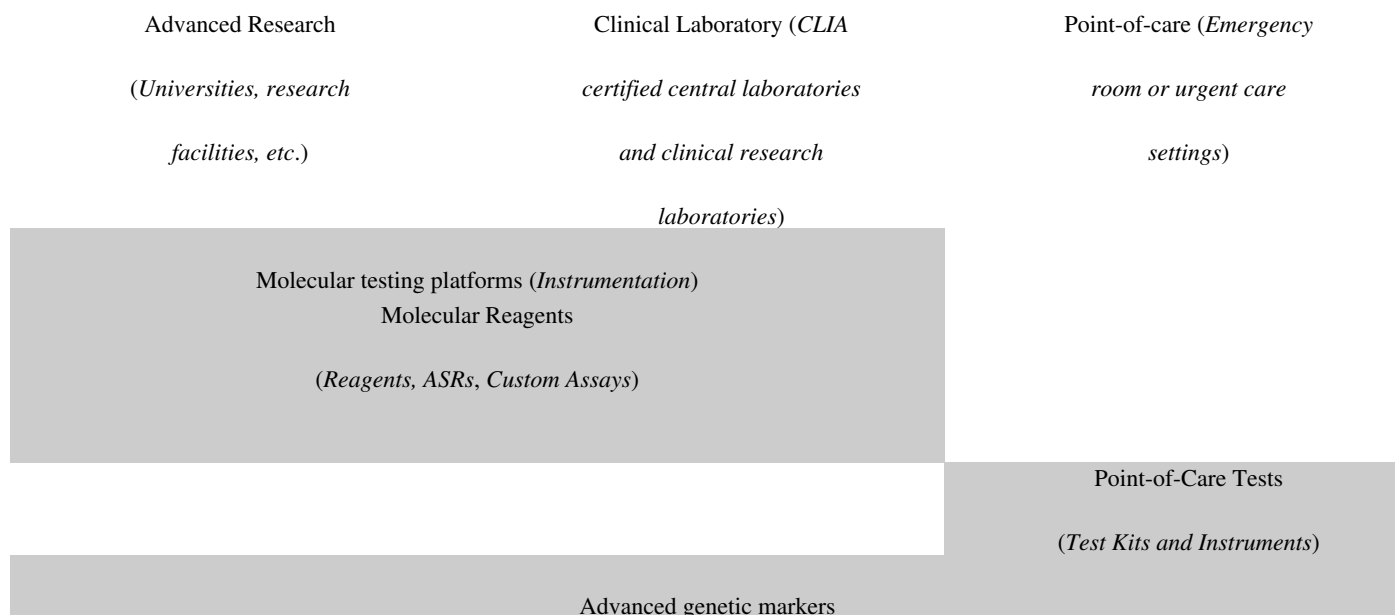 Advanced Research
(Universities, research
facilities, etc.)
Clinical Laboratory (CLIA
certified central laboratories
and clinical research
laboratories)
Point-of-care (Emergency
room or urgent care
settings)
Molecular testing platforms (Instrumentation)
Molecular Reagents
(Reagents, ASRs, Custom Assays)
Point-of-Care Tests
(Test Kits and Instruments)
Advanced genetic markers